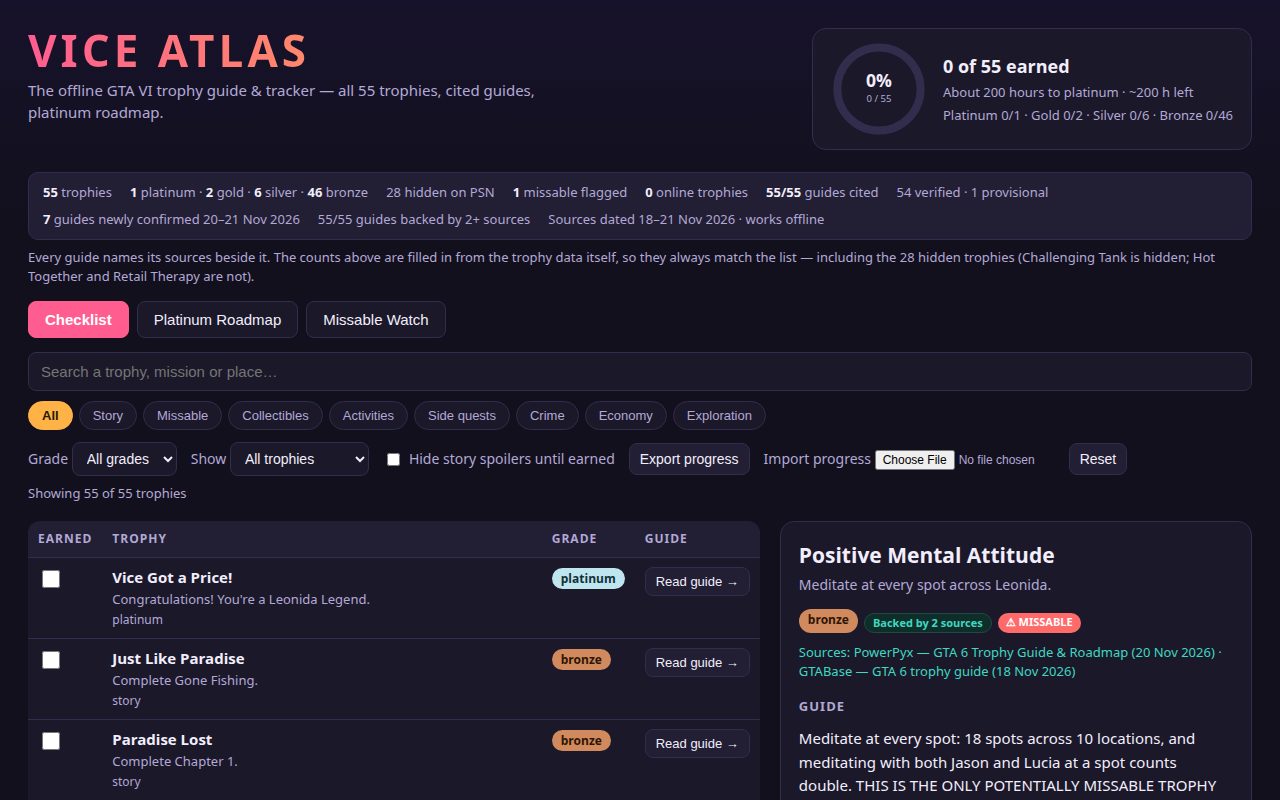 VICE ATLAS
The offline GTA VI trophy guide & tracker — all 55 trophies, cited guides,
platinum roadmap.
0%
0 / 55
0 of 55 earned
About 200 hours to platinum · ~200 h left
Platinum 0/1 · Gold 0/2 · Silver 0/6 · Bronze 0/46
55 trophies 1 platinum · 2 gold · 6 silver · 46 bronze 28 hidden on PSN 1 missable flagged 0 online trophies 55/55 guides cited 54 verified · 1 provisional
7 guides newly confirmed 20–21 Nov 2026 55/55 guides backed by 2+ sources Sources dated 18–21 Nov 2026 · works offline
Every guide names its sources beside it. The counts above are filled in from the trophy data itself, so they always match the list — including the 28 hidden trophies (Challenging Tank is hidden; Hot
Together and Retail Therapy are not).
Checklist Platinum Roadmap Missable Watch
Search a trophy, mission or place…
All Story Missable Collectibles Activities Side quests Crime Economy Exploration
Grade All grades Show All trophies Hide story spoilers until earned Export progress Import progress Choose File No file chosen Reset
Showing 55 of 55 trophies
EARNED TROPHY GRADE GUIDE
Vice Got a Price! platinum Read guide →
Congratulations! You're a Leonida Legend.
platinum
Just Like Paradise bronze Read guide →
Complete Gone Fishing.
story
Paradise Lost bronze Read guide →
Complete Chapter 1.
story
Positive Mental Attitude
Meditate at every spot across Leonida.
bronze Backed by 2 sources ⚠ MISSABLE
Sources: PowerPyx — GTA 6 Trophy Guide & Roadmap (20 Nov 2026) ·
GTABase — GTA 6 trophy guide (18 Nov 2026)
GUIDE
Meditate at every spot: 18 spots across 10 locations, and
meditating with both Jason and Lucia at a spot counts
double. THIS IS THE ONLY POTENTIALLY MISSABLE TROPHY